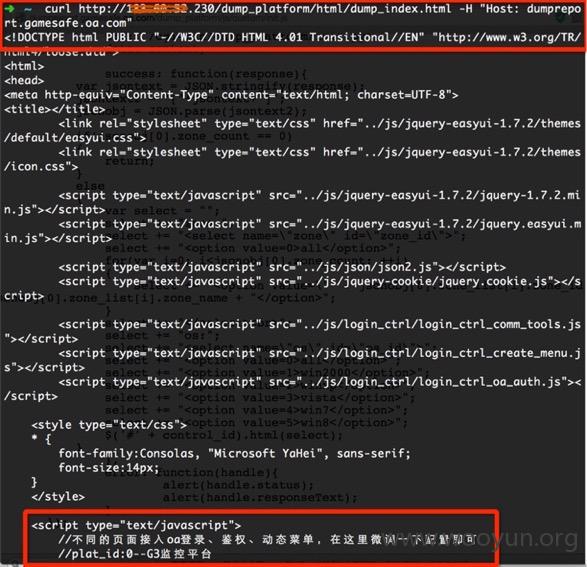 ➜ ~ curl http://183.60.52.230/dump_platform/html/dump_index.html -H "Host: dumprepo
rt.gamesafe.oa.com"
<!DOCTYPE html PUBLIC "-//W3C//DTD HTML 4.01 Transitional//EN" "http://www.w3.org/TR/
html4/loose.dtd">
<html>
<head>
<meta http-equiv="Content-Type" content="text/html; charset=UTF-8">
<title></title>
<link rel="stylesheet" type="text/css" href="../js/jquery-easyui-1.7.2/themes
/default/easyui.css">
<link rel="stylesheet" type="text/css" href="../js/jquery-easyui-1.7.2/themes
/icon.css">
<script type="text/javascript" src="../js/jquery-easyui-1.7.2/jquery-1.7.2.mi
n.js"></script>
<script type="text/javascript" src="../js/jquery-easyui-1.7.2/jquery.easyui.m
in.js"></script>
<script type="text/javascript" src="../js/json/json2.js"></script>
<script type="text/javascript" src="../js/jquery-cookie/jquery.cookie.js"></s
cript>
<script type="text/javascript" src="../js/login_ctrl/login_ctrl_comm_tools.js
"></script>
<script type="text/javascript" src="../js/login_ctrl/login_ctrl_create_menu.j
s"></script>
<script type="text/javascript" src="../js/login_ctrl/login_ctrl_oa_auth.js"><
/script>
<style type="text/css">
* {
font-family:Consolas, "Microsoft YaHei", sans-serif;
font-size:14px;
}
</style>
<script type="text/javascript">
//不同的页面接入oa登录、鉴权、动态菜单，在这里微调一下配置即可
//plat_id:0--G3监控平台